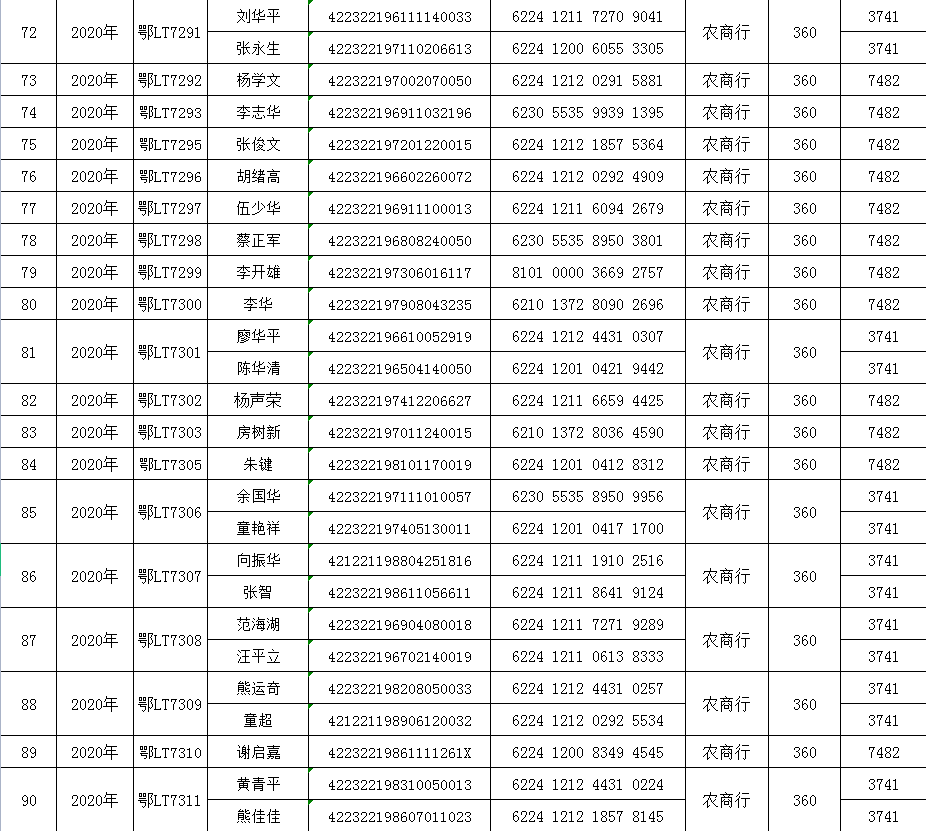 72 2020年 鄂LT7291 刘华平 422322196111140033 6224 1211 7270 9041 农商行 360 3741
张永生 422322197110206613 6224 1200 6055 3305 3741
73 2020年 鄂LT7292 杨学文 422322197002070050 6224 1212 0291 5881 农商行 360 7482
74 2020年 鄂LT7293 李志华 422322196911032196 6230 5535 9939 1395 农商行 360 7482
75 2020年 鄂LT7295 张俊文 422322197201220015 6224 1212 1857 5364 农商行 360 7482
76 2020年 鄂LT7296 胡绪高 422322196602260072 6224 1212 0292 4909 农商行 360 7482
77 2020年 鄂LT7297 伍少华 422322196911100013 6224 1211 6094 2679 农商行 360 7482
78 2020年 鄂LT7298 蔡正军 422322196808240050 6230 5535 8950 3801 农商行 360 7482
79 2020年 鄂LT7299 李开雄 422322197306016117 8101 0000 3669 2757 农商行 360 7482
80 2020年 鄂LT7300 李华 422322197908043235 6210 1372 8090 2696 农商行 360 7482
81 2020年 鄂LT7301 廖华平 422322196610052919 6224 1212 4431 0307 农商行 360 3741
陈华清 422322196504140050 6224 1201 0421 9442 3741
82 2020年 鄂LT7302 杨声荣 422322197412206627 6224 1211 6659 4425 农商行 360 7482
83 2020年 鄂LT7303 房树新 422322197011240015 6210 1372 8036 4590 农商行 360 7482
84 2020年 鄂LT7305 朱键 422322198101170019 6224 1201 0412 8312 农商行 360 7482
85 2020年 鄂LT7306 余国华 422322197111010057 6230 5535 8950 9956 农商行 360 3741
童艳祥 422322197405130011 6224 1201 0417 1700 3741
86 2020年 鄂LT7307 向振华 421221198804251816 6224 1211 1910 2516 农商行 360 3741
张智 422322198611056611 6224 1211 8641 9124 3741
87 2020年 鄂LT7308 范海湖 422322196904080018 6224 1211 7271 9289 农商行 360 3741
汪平立 422322196702140019 6224 1211 0613 8333 3741
88 2020年 鄂LT7309 熊运奇 422322198208050033 6224 1212 4431 0257 农商行 360 3741
童超 421221198906120032 6224 1212 0292 5534 3741
89 2020年 鄂LT7310 谢启嘉 42232219861111261X 6224 1200 8349 4545 农商行 360 7482
90 2020年 鄂LT7311 黄青平 422322198310050013 6224 1212 4431 0224 农商行 360 3741
熊佳佳 422322198607011023 6224 1212 1857 8145 3741